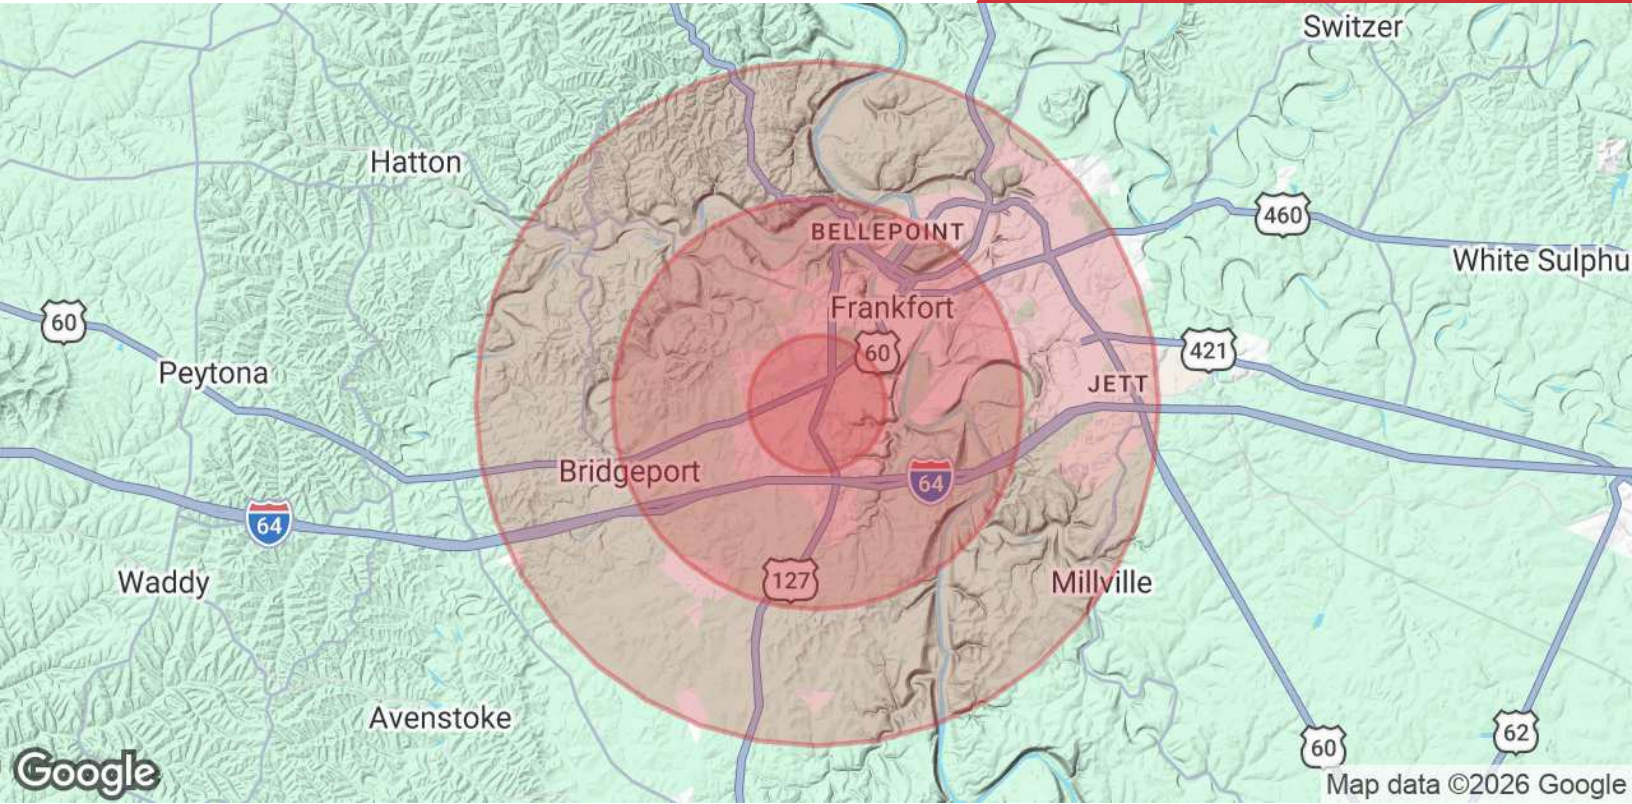 Switzer
Hatton
460
BELLEPOINT
White Sulphu
Frankfort
60
60
421
Peytona
JETT
Bridgeport
64
64
127
Waddy
Millville
Avenstoke
62
60
Google
Map data ©2026 Google